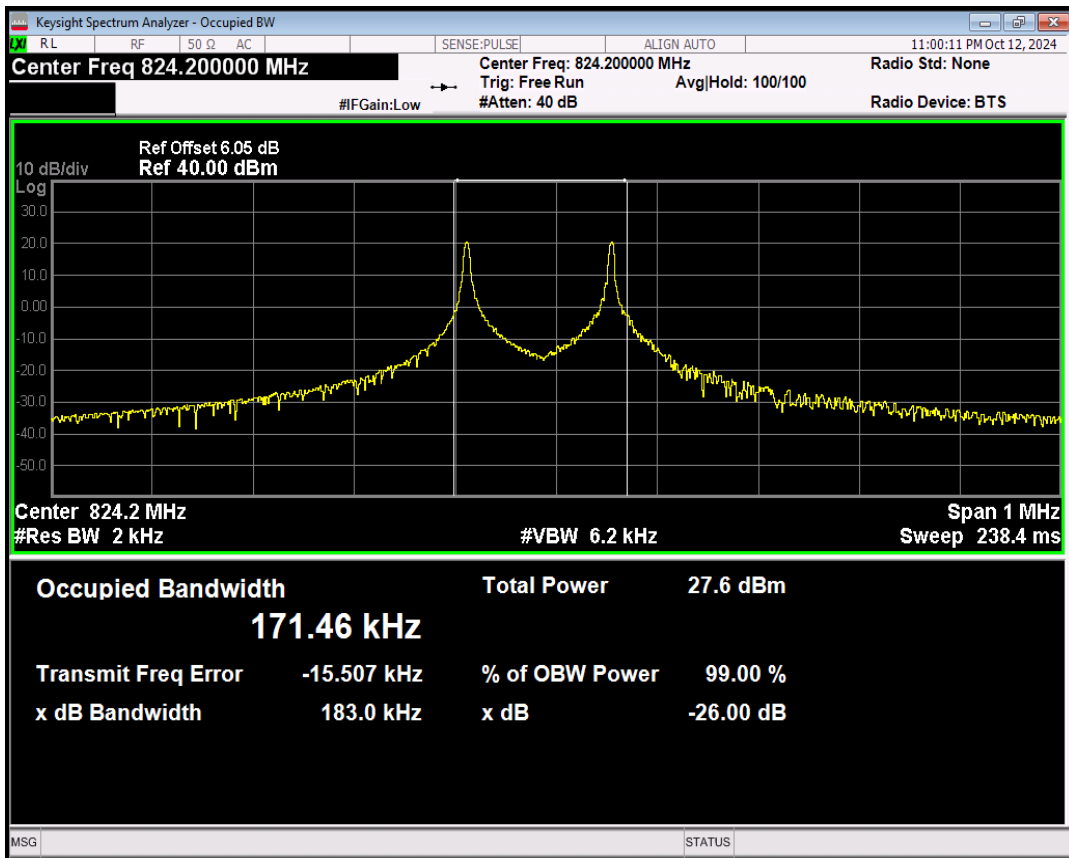 Keysight Spectrum Analyzer - Occupied BW
LXI RL RF 50 Ω AC SENSE:PULSE ALIGN AUTO 11:00:11 PM Oct 12, 2024
Center Freq 824.200000 MHz Center Freq: 824.200000 MHz Radio Std: None
Trig: Free Run Avg|Hold: 100/100
#IFGain:Low #Atten: 40 dB Radio Device: BTS
Ref Offset 6.05 dB
10 dB/div Ref 40.00 dBm
Log
30.0
20.0
10.0
0.00
-10.0
-20.0
-30.0
-40.0
-50.0
Center 824.2 MHz Span 1 MHz
#Res BW 2 kHz #VBW 6.2 kHz Sweep 238.4 ms
Occupied Bandwidth Total Power 27.6 dBm
171.46 kHz
Transmit Freq Error -15.507 kHz % of OBW Power 99.00 %
x dB Bandwidth 183.0 kHz x dB -26.00 dB
MSG STATUS